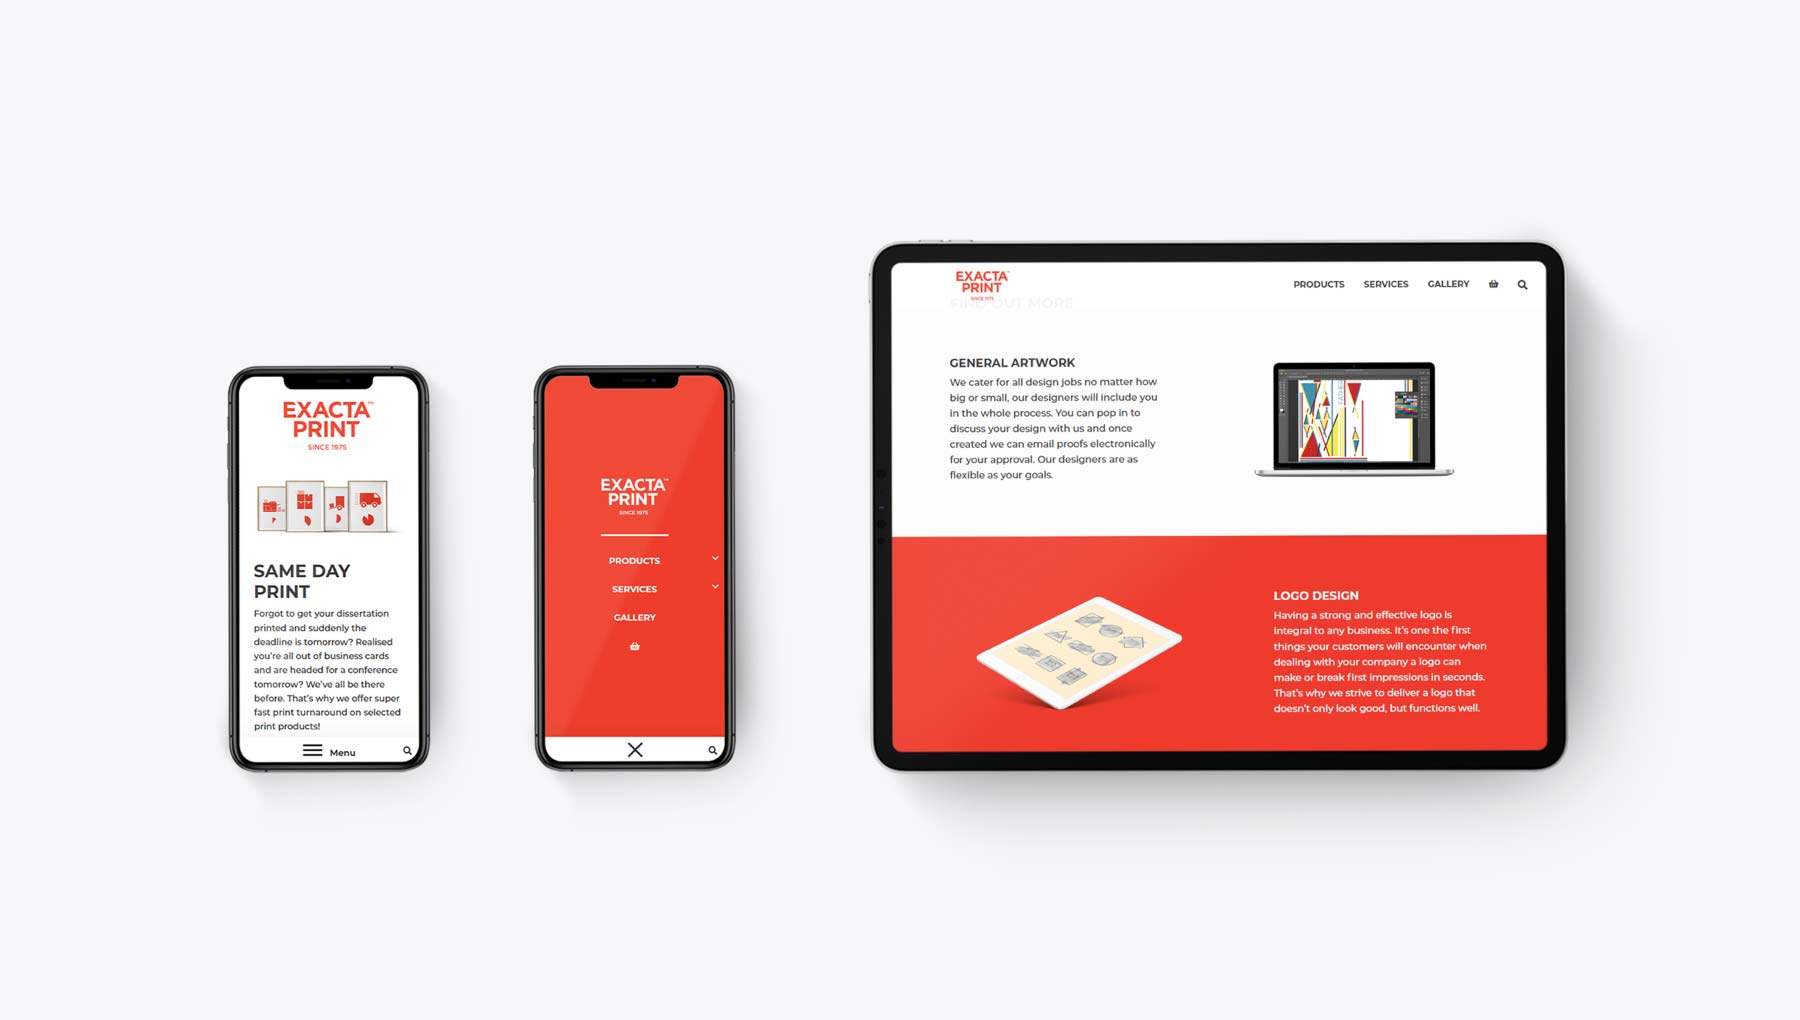 EXACTA™
PRINT
SINCE 1975
SAME DAY
PRINT
Forgot to get your dissertation
printed and suddenly the
deadline is tomorrow? Realised
you're all out of business cards
and are headed for a conference
tomorrow? We've all be there
before. That's why we offer super
fast print turnaround on selected
print products!
Menu
EXACTA™
PRINT
SINCE 1975
PRODUCTS
SERVICES
GALLERY
EXACTA™
PRINT
SINCE 1975
PRODUCTS
SERVICES
GALLERY
FIND OUT MORE
GENERAL ARTWORK
We cater for all design jobs no matter how
big or small, our designers will include you
in the whole process. You can pop in to
discuss your design with us and once
created we can email proofs electronically
for your approval. Our designers are as
flexible as your goals.
FATHER
LOGO DESIGN
Having a strong and effective logo is
integral to any business. It's one the first
things your customers will encounter when
dealing with your company a logo can
make or break first impressions in seconds.
That's why we strive to deliver a logo that
doesn't only look good, but functions well.